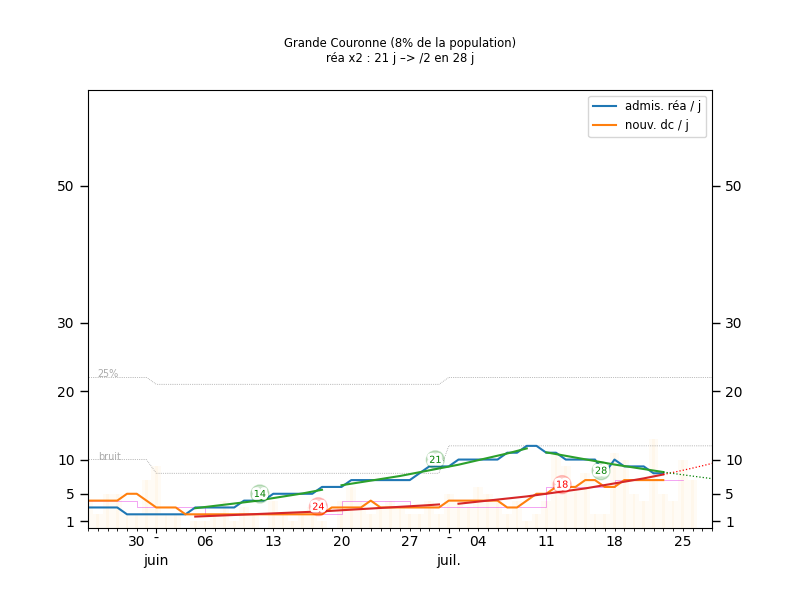 Grande Couronne (8% de la population)
réa x2 : 21 j –> /2 en 28 j
admis. réa / j
nouv. dc / j
50 50
30 30
25%
20 20
bruit
10 10
5 5
1 1
14
24
21
18
28
30 - 06 13 20 27 - 04 11 18 25
juin juil.